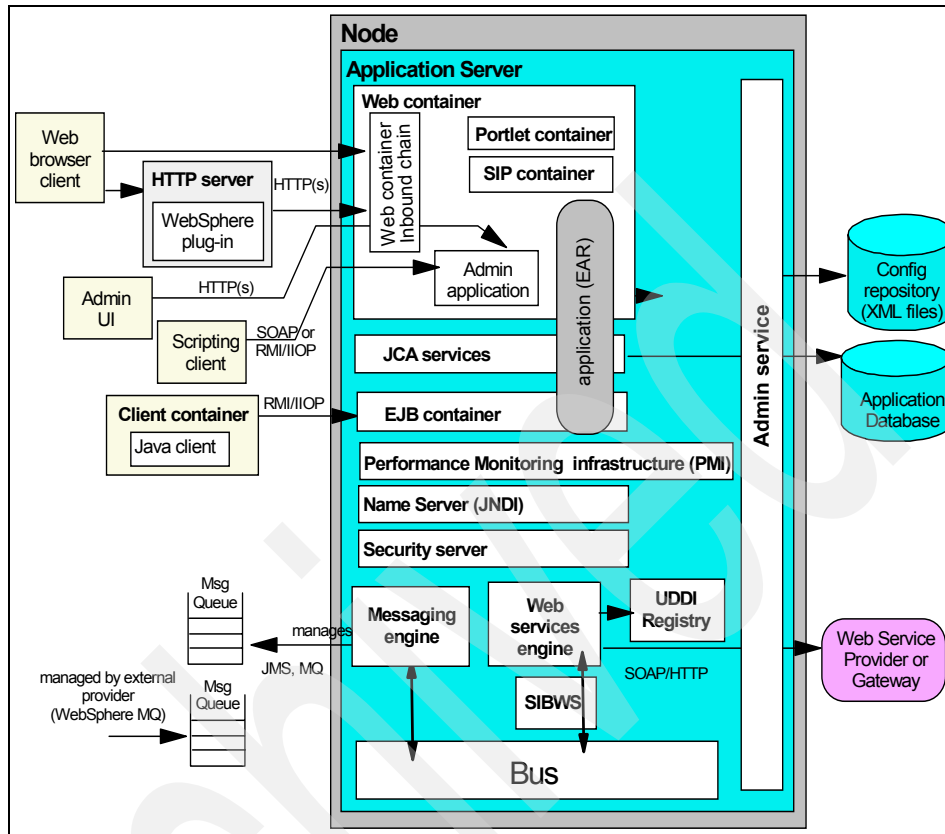 Node
Application Server
Web container
Web container
Inbound chain
Portlet container
SIP container
Admin
application
application (EAR)
JCA services
EJB container
Performance Monitoring infrastructure (PMI)
Name Server (JNDI)
Security server
Messaging
engine
Web
services
engine
UDDI
Registry
SIBWS
SOAP/HTTP
Bus
Admin service
Web
browser
client
HTTP server
WebSphere
plug-in
HTTP(s)
Admin
UI
HTTP(s)
Scripting
client
SOAP or
RMI/IIOP
Client container
Java client
RMI/IIOP
Msg
Queue
manages
JMS, MQ
managed by external
provider
(WebSphere MQ)
Msg
Queue
Config
repository
(XML files)
Application
Database
Web Service
Provider or
Gateway